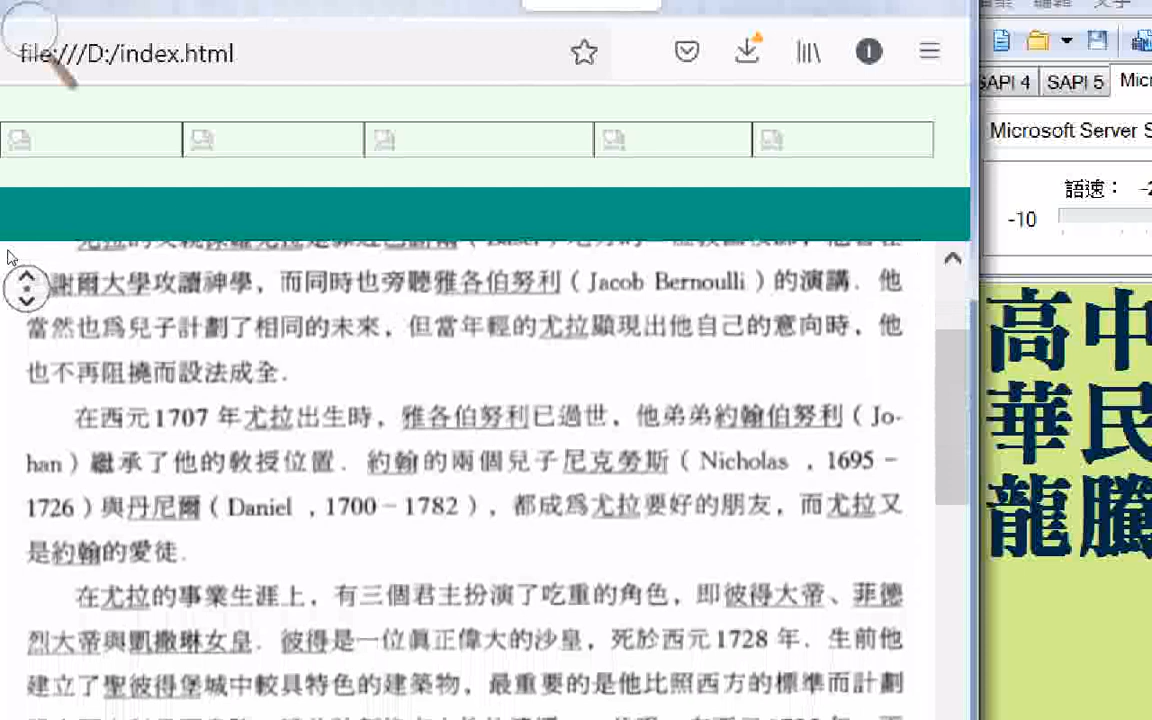 file:///D:/index.html
SAPI 4
SAPI 5
Mic
Microsoft Server S
語速： -2
-10
謝爾大學攻讀神學，而同時也旁聽雅各伯努利（Jacob Bernoulli）的演講．他
當然也爲兒子計劃了相同的未來，但當年輕的尤拉顯現出他自己的意向時，他
也不再阻撓而設法成全．
在西元1707 年尤拉出生時，雅各伯努利已過世，他弟弟約翰伯努利（Jo-
han）繼承了他的教授位置．約翰的兩個兒子尼克勞斯（Nicholas ，1695－
1726）與丹尼爾（Daniel ，1700－1782），都成爲尤拉要好的朋友，而尤拉又
是約翰的愛徒．
在尤拉的事業生涯上，有三個君主扮演了吃重的角色，即彼得大帝、菲德
烈大帝與凱撒琳女皇．彼得是一位眞正偉大的沙皇，死於西元1728 年．生前他
建立了聖彼得堡城中較具特色的建築物，最重要的是他比照西方的標準而計劃
高中
華民
龍騰